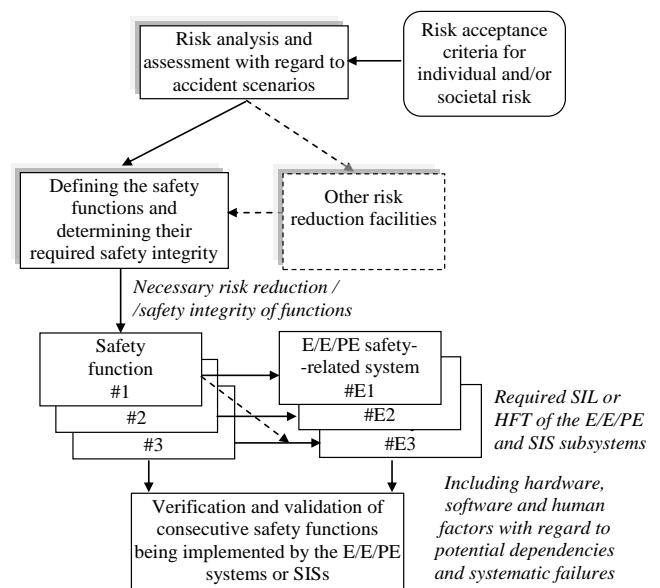 Risk analysis and
assessment with regard to
accident scenarios
Risk acceptance
criteria for
individual and/or
societal risk
Defining the safety
functions and
determining their
required safety integrity
Other risk
reduction facilities
Necessary risk reduction /
/safety integrity of functions
Safety
function
#1
#2
#3
E/E/PE safety-
-related system
#E1
#E2
#E3
Required SIL or
HFT of the E/E/PE
and SIS subsystems
Verification and validation of
consecutive safety functions
being implemented by the E/E/PE
systems or SISs
Including hardware,
software and human
factors with regard to
potential dependencies
and systematic failures